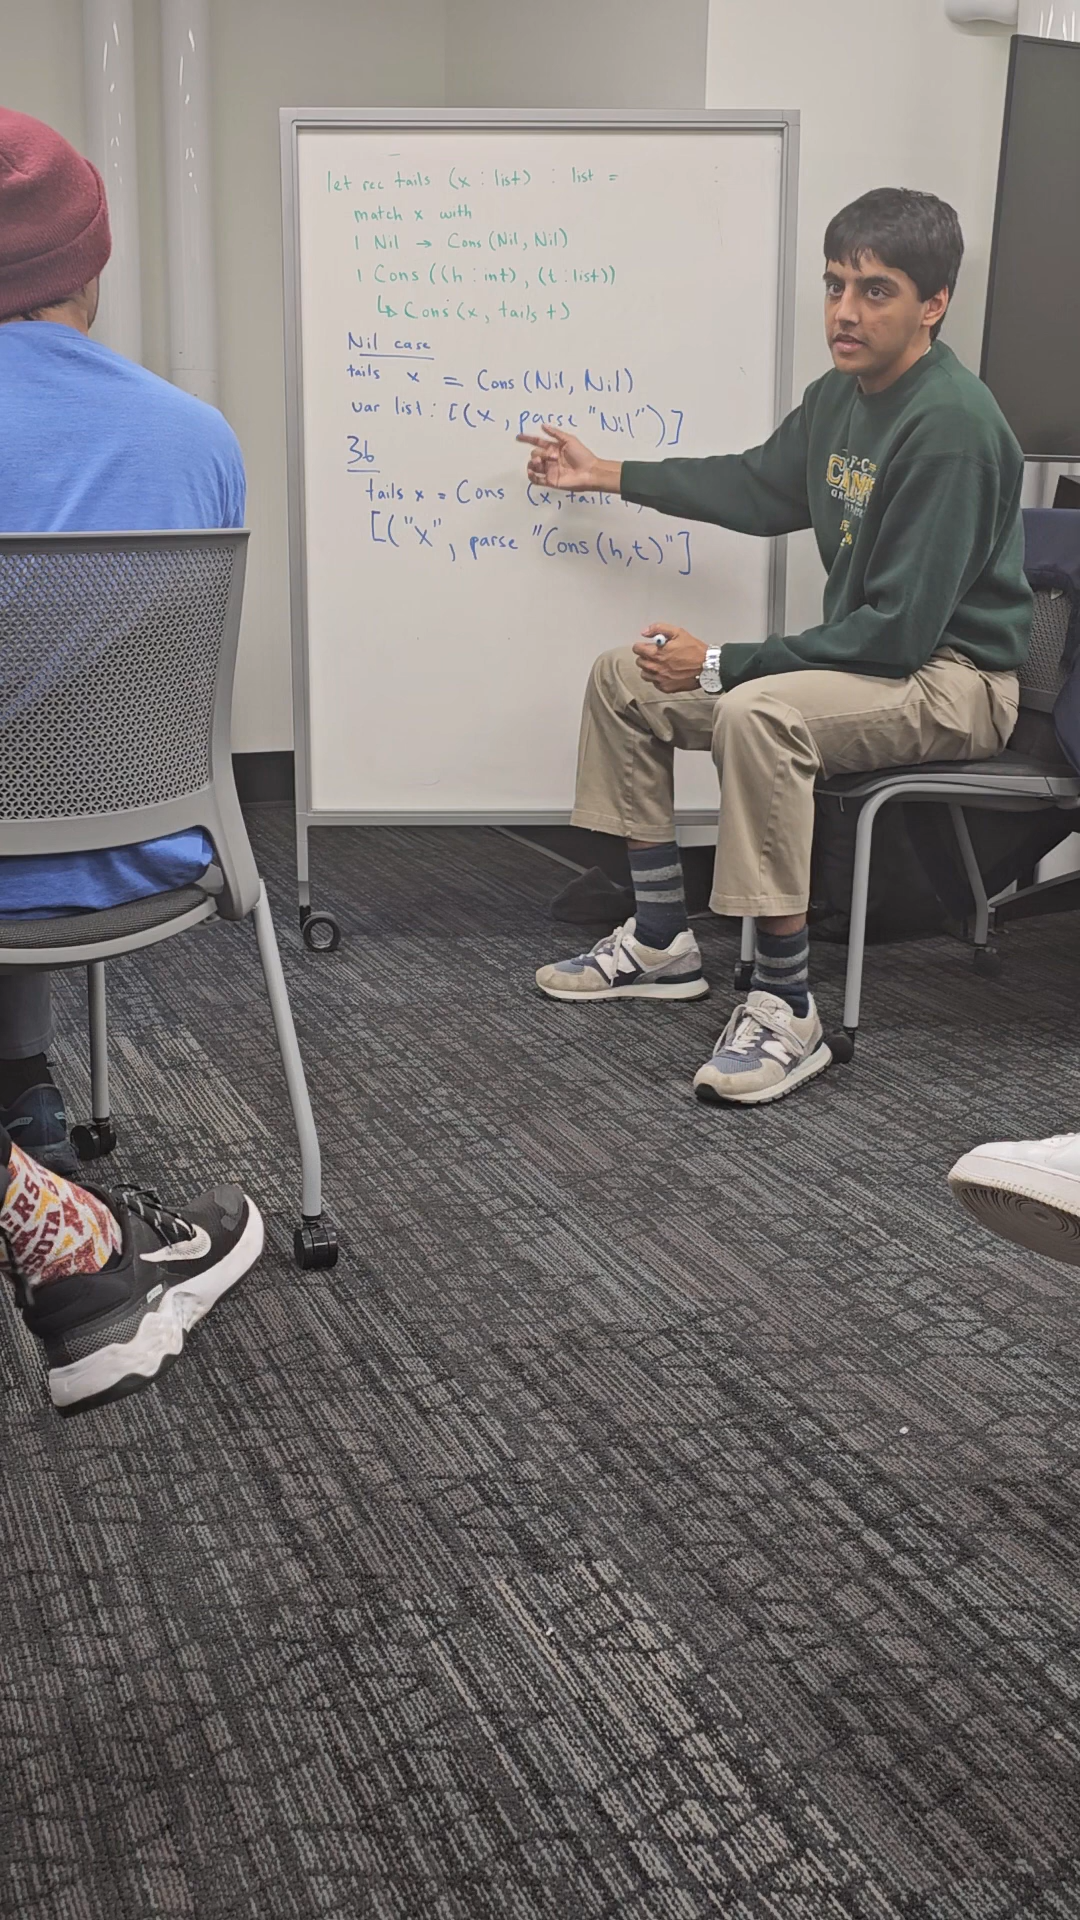 let rec tails (x : list) : list =
match x with
| Nil → Cons (Nil, Nil)
| Cons ((h : int), (t : list))
↳ Cons (x, tails t)
Nil case
tails x = Cons (Nil, Nil)
var list : [(x, parse "Nil")]
3b
tails x = Cons (x, tails
[("x", parse "Cons (h,t)"]